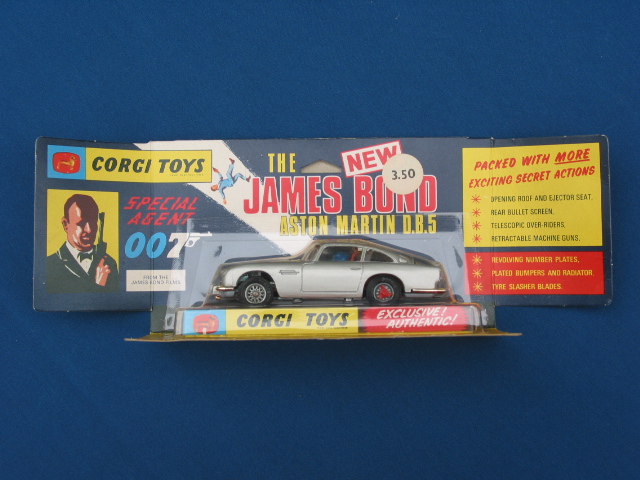 CORGI TOYS
SPECIAL
AGENT
007
FROM THE
JAMES BOND FILMS
THE
NEW
3.50
JAMES BOND
ASTON MARTIN D.B.5
PACKED WITH MORE
EXCITING SECRET ACTIONS
OPENING ROOF AND EJECTOR SEAT.
REAR BULLET SCREEN.
TELESCOPIC OVER-RIDERS.
RETRACTABLE MACHINE GUNS.
REVOLVING NUMBER PLATES,
PLATED BUMPERS AND RADIATOR
TYRE SLASHER BLADES.
CORGI TOYS
EXCLUSIVE!
AUTHENTIC!